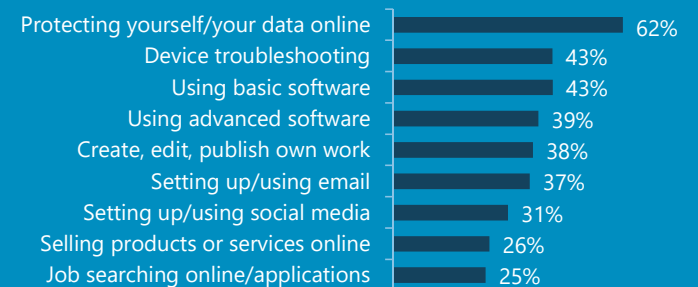 Protecting yourself/your data online 62%
Device troubleshooting 43%
Using basic software 43%
Using advanced software 39%
Create, edit, publish own work 38%
Setting up/using email 37%
Setting up/using social media 31%
Selling products or services online 26%
Job searching online/applications 25%